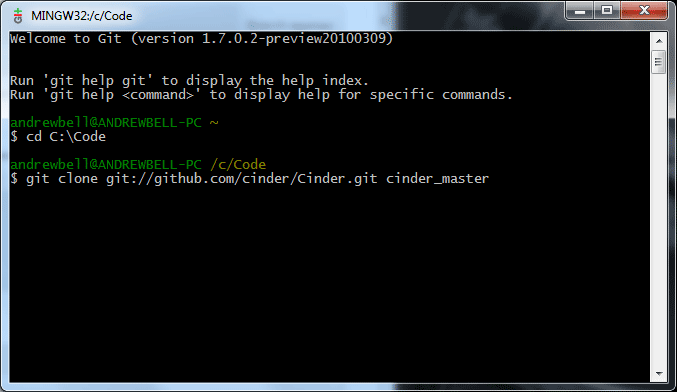 MINGW32:/c/Code
Welcome to Git (version 1.7.0.2-preview20100309)
Run 'git help git' to display the help index.
Run 'git help <command>' to display help for specific commands.
andrewbell@ANDREWBELL-PC ~
$ cd C:\Code
andrewbell@ANDREWBELL-PC /c/Code
$ git clone git://github.com/cinder/Cinder.git cinder_master